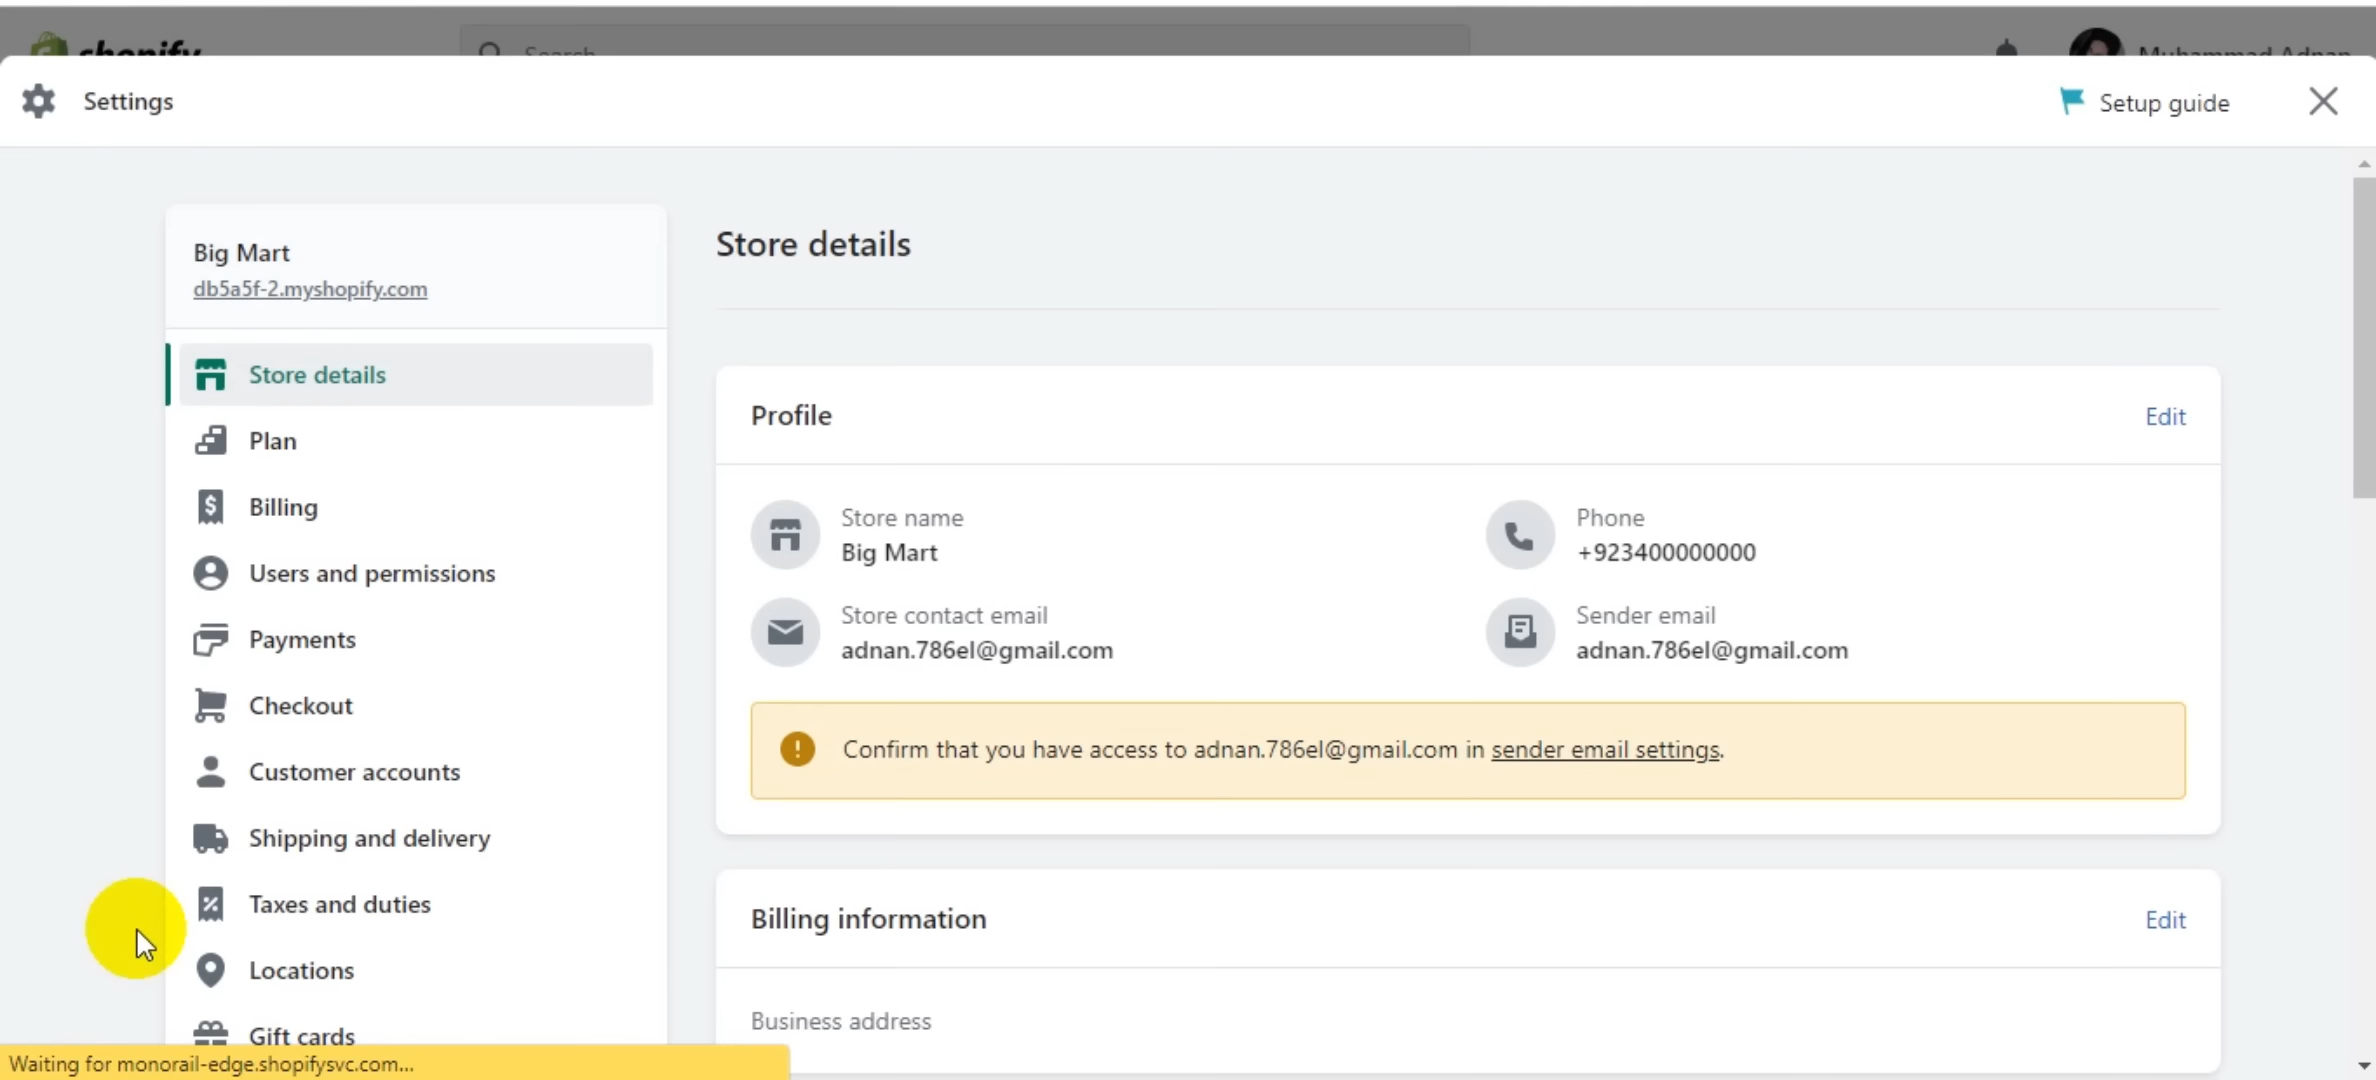 shopify
Search
Muhammad Adnan
Settings
Setup guide
Big Mart
db5a5f-2.myshopify.com
Store details
Plan
Billing
Users and permissions
Payments
Checkout
Customer accounts
Shipping and delivery
Taxes and duties
Locations
Gift cards
Store details
Profile
Edit
Store name
Big Mart
Phone
+923400000000
Store contact email
adnan.786el@gmail.com
Sender email
adnan.786el@gmail.com
Confirm that you have access to adnan.786el@gmail.com in sender email settings.
Billing information
Edit
Business address
Waiting for monorail-edge.shopifysvc.com...